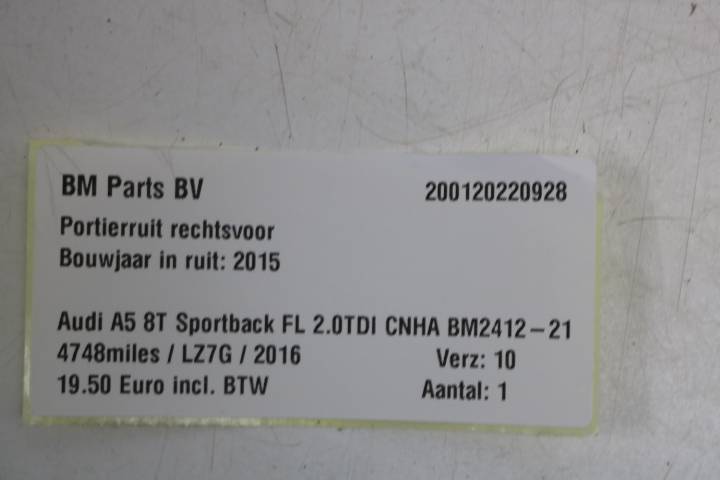 BM Parts BV 200120220928
Portierruit rechtsvoor
Bouwjaar in ruit: 2015
Audi A5 8T Sportback FL 2.0TDI CNHA BM2412-21
4748miles / LZ7G / 2016 Verz: 10
19.50 Euro incl. BTW Aantal: 1